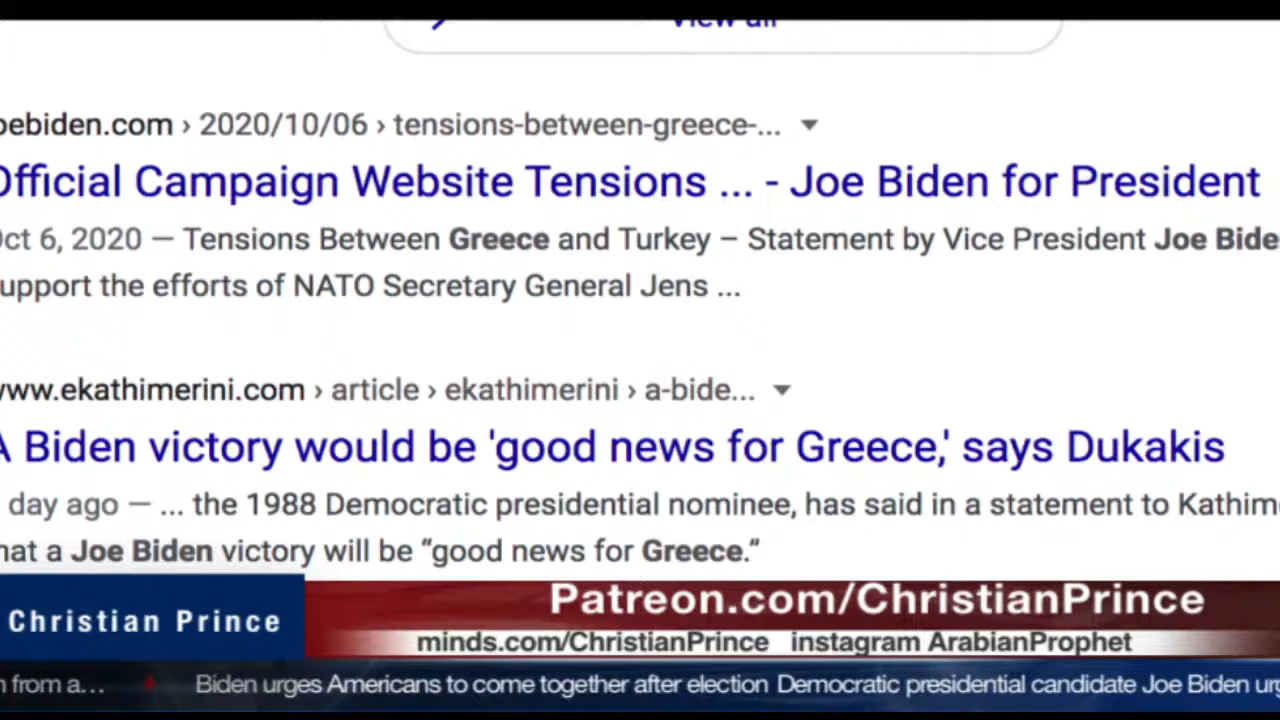 View all
oebiden.com › 2020/10/06 › tensions-between-greece-...
Official Campaign Website Tensions ... - Joe Biden for President
Oct 6, 2020 — Tensions Between Greece and Turkey – Statement by Vice President Joe Bide
upport the efforts of NATO Secretary General Jens ...
www.ekathimerini.com › article › ekathimerini › a-bide...
A Biden victory would be 'good news for Greece,' says Dukakis
day ago — ... the 1988 Democratic presidential nominee, has said in a statement to Kathim
hat a Joe Biden victory will be “good news for Greece.”
Christian Prince
Patreon.com/ChristianPrince
minds.com/ChristianPrince instagram ArabianProphet
from a... Biden urges Americans to come together after election Democratic presidential candidate Joe Biden urg